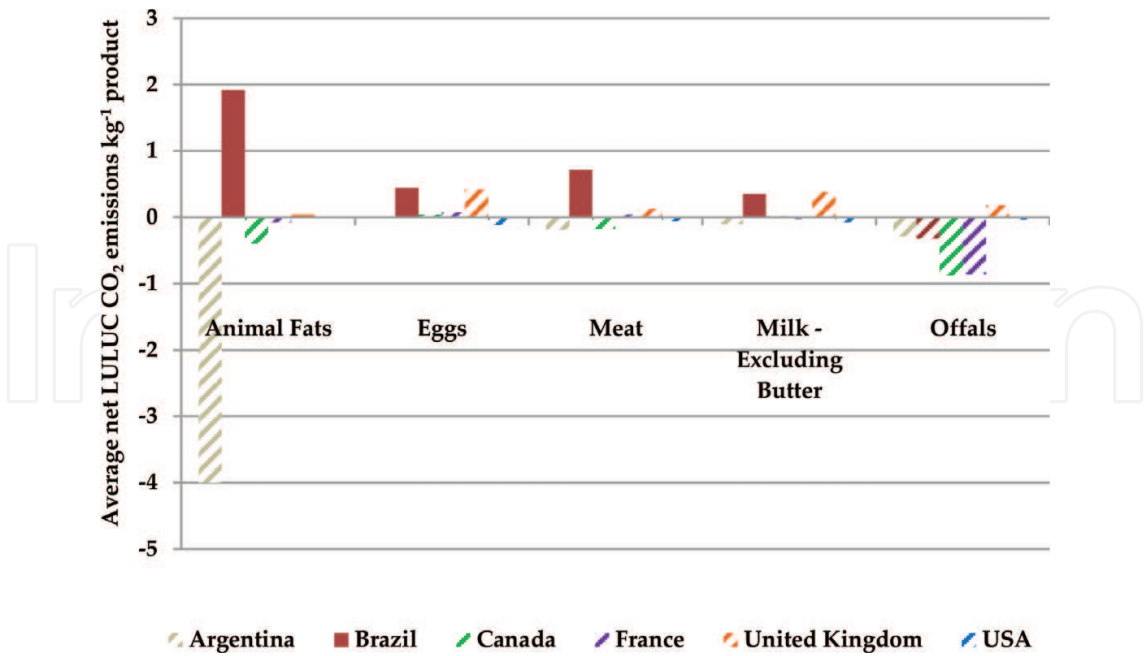 Average net LULUC CO₂ emissions kg⁻¹ product
3
2
1
0
-1
-2
-3
-4
-5
Animal Fats
Eggs
Meat
Milk -
Excluding
Butter
Offals
Argentina
Brazil
Canada
France
United Kingdom
USA